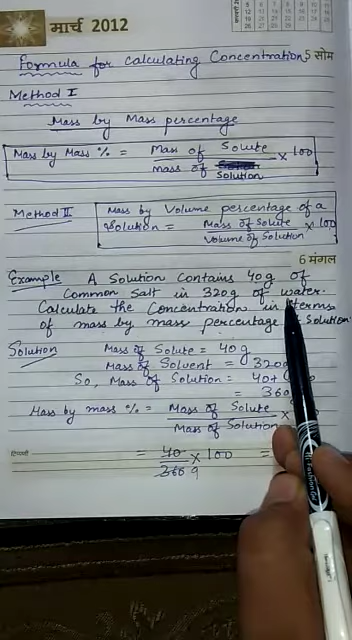 मार्च 2012
Formula for Calculating Concentration
5 सोम
Method I
Mass by Mass percentage
Mass by Mass % = Mass of Solute / Mass of Solution × 100
Method II
Mass by Volume percentage of a
Solution = Mass of Solute / Volume of Solution × 100
6 मंगल
Example A Solution Contains 40g of
Common Salt in 320g of water.
Calculate the Concentration in terms
of mass by mass percentage Solution.
Solution Mass of Solute = 40g
Mass of Solvent = 320
So, Mass of Solution = 40+
= 360
Mass by mass % = Mass of Solute / Mass of Solution ×
टिप्पणी
= 40 / 360 × 100 =
9